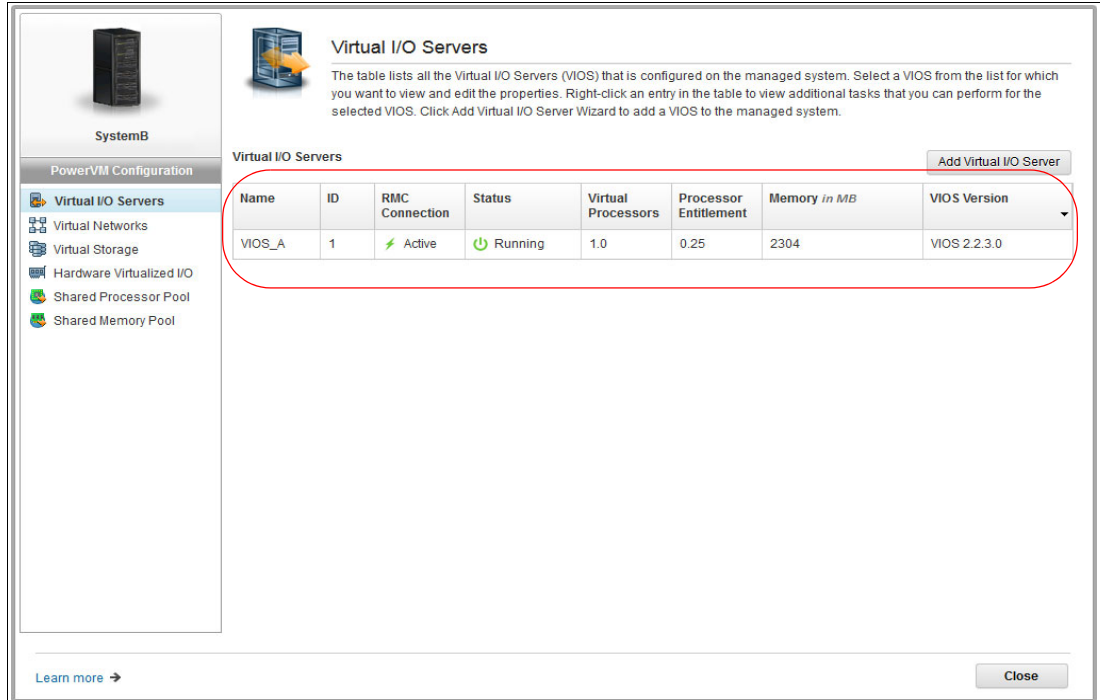 SystemB
PowerVM Configuration
Virtual I/O Servers
Virtual Networks
Virtual Storage
Hardware Virtualized I/O
Shared Processor Pool
Shared Memory Pool
Virtual I/O Servers
The table lists all the Virtual I/O Servers (VIOS) that is configured on the managed system. Select a VIOS from the list for which
you want to view and edit the properties. Right-click an entry in the table to view additional tasks that you can perform for the
selected VIOS. Click Add Virtual I/O Server Wizard to add a VIOS to the managed system.
Virtual I/O Servers
Add Virtual I/O Server
Name ID RMC Connection Status Virtual Processors Processor Entitlement Memory in MB VIOS Version
VIOS_A 1 Active Running 1.0 0.25 2304 VIOS 2.2.3.0
Learn more
Close